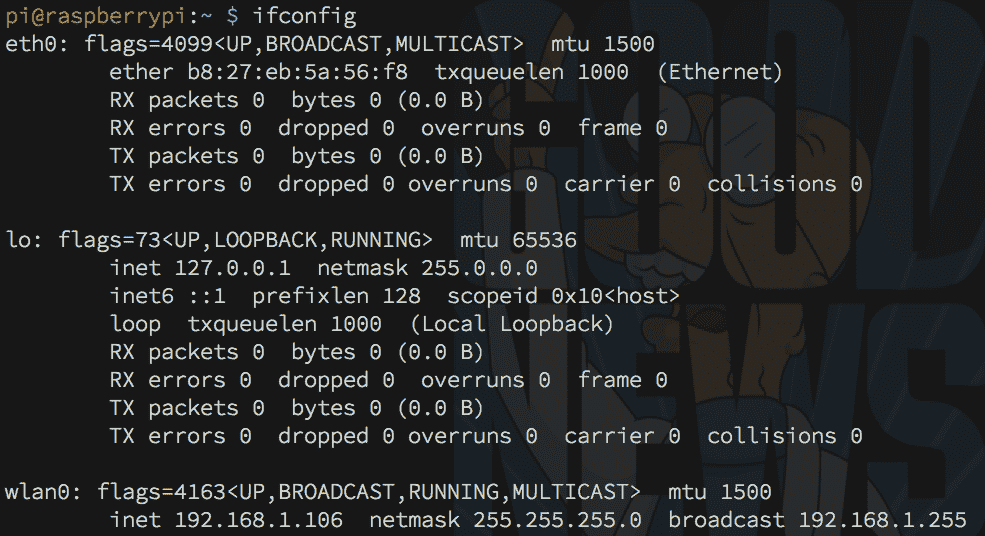 pi@raspberrypi:~ $ ifconfig
eth0: flags=4099<UP,BROADCAST,MULTICAST>  mtu 1500
        ether b8:27:eb:5a:56:f8  txqueuelen 1000  (Ethernet)
        RX packets 0  bytes 0 (0.0 B)
        RX errors 0  dropped 0  overruns 0  frame 0
        TX packets 0  bytes 0 (0.0 B)
        TX errors 0  dropped 0 overruns 0  carrier 0  collisions 0

lo: flags=73<UP,LOOPBACK,RUNNING>  mtu 65536
        inet 127.0.0.1  netmask 255.0.0.0
        inet6 ::1  prefixlen 128  scopeid 0x10<host>
        loop  txqueuelen 1000  (Local Loopback)
        RX packets 0  bytes 0 (0.0 B)
        RX errors 0  dropped 0  overruns 0  frame 0
        TX packets 0  bytes 0 (0.0 B)
        TX errors 0  dropped 0 overruns 0  carrier 0  collisions 0

wlan0: flags=4163<UP,BROADCAST,RUNNING,MULTICAST>  mtu 1500
        inet 192.168.1.106  netmask 255.255.255.0  broadcast 192.168.1.255
GOOD
NEWS